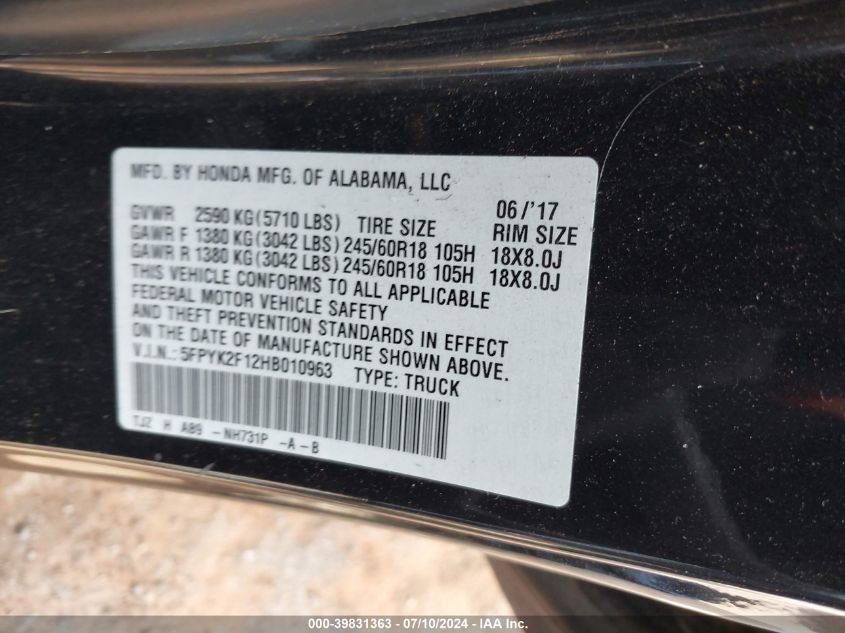 MFD. BY HONDA MFG. OF ALABAMA, LLC
06/'17
GVWR 2590 KG(5710 LBS) TIRE SIZE RIM SIZE
GAWR F 1380 KG(3042 LBS) 245/60R18 105H 18X8.0J
GAWR R 1380 KG(3042 LBS) 245/60R18 105H 18X8.0J
THIS VEHICLE CONFORMS TO ALL APPLICABLE
FEDERAL MOTOR VEHICLE SAFETY
AND THEFT PREVENTION STANDARDS IN EFFECT
ON THE DATE OF MANUFACTURE SHOWN ABOVE.
V.I.N.: 5FPYK2F12HB010963 TYPE: TRUCK
TJZ H A89 -NH731P -A-B
000-39831363 07/10/2024 - IAA Inc.